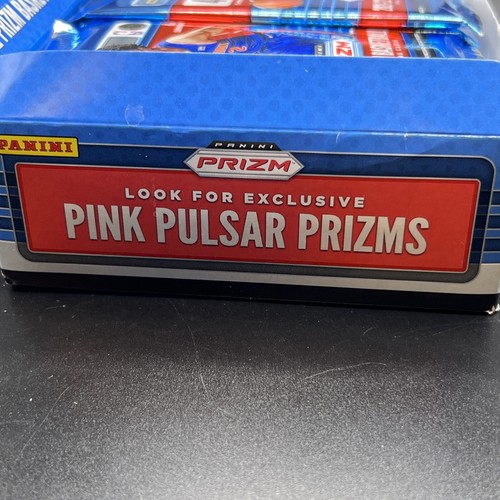 PANINI
PANINI
PRIZM
LOOK FOR EXCLUSIVE
PINK PULSAR PRIZMS